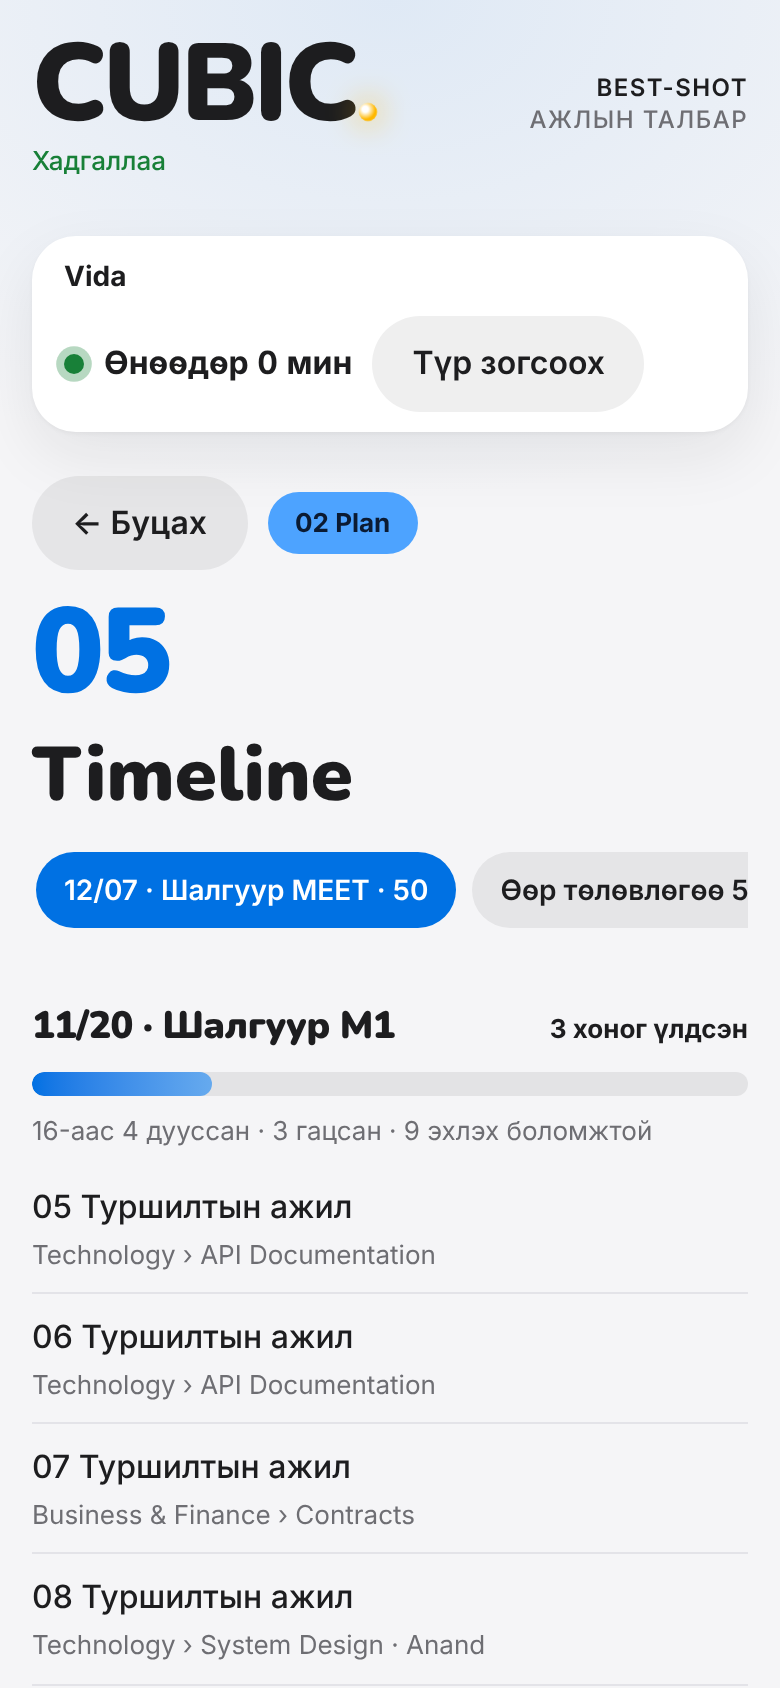 CUBIC.
BEST-SHOT
АЖЛЫН ТАЛБАР
Хадгаллаа
Vida
Өнөөдөр 0 мин
Түр зогсоох
← Буцах
02 Plan
05
Timeline
12/07 · Шалгуур MEET · 50
Өөр төлөвлөгөө 5
11/20 · Шалгуур M1
3 хоног үлдсэн
16-аас 4 дууссан · 3 гацсан · 9 эхлэх боломжтой
05 Туршилтын ажил
Technology › API Documentation
06 Туршилтын ажил
Technology › API Documentation
07 Туршилтын ажил
Business & Finance › Contracts
08 Туршилтын ажил
Technology › System Design · Anand